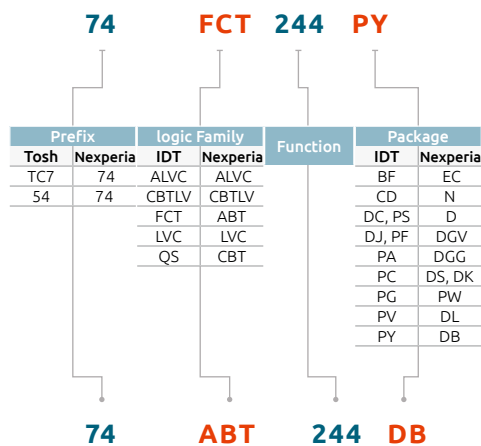 74 FCT 244 PY
Prefix logic Family Function Package
Tosh Nexperia IDT Nexperia IDT Nexperia
TC7 74 ALVC ALVC BF EC
54 74 CBTLV CBTLV CD N
FCT ABT DC, PS D
LVC LVC DJ, PF DGV
QS CBT PA DGG
PC DS, DK
PG PW
PV DL
PY DB
74 ABT 244 DB